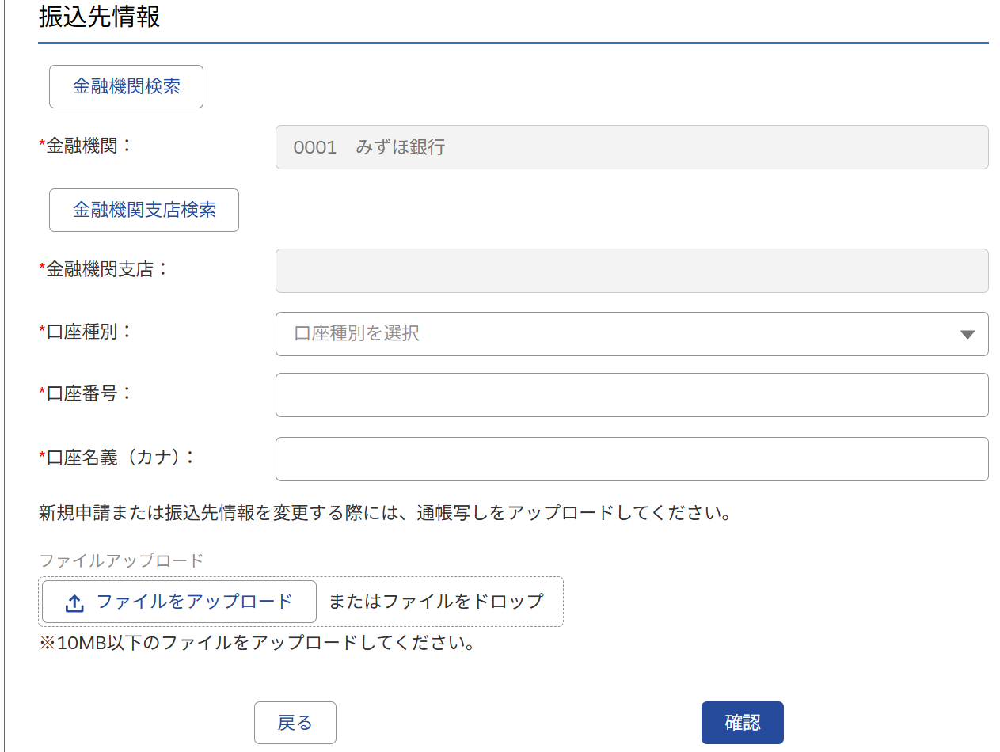 振込先情報
金融機関検索
*金融機関：
0001　みずほ銀行
金融機関支店検索
*金融機関支店：
*口座種別：
口座種別を選択
*口座番号：
*口座名義（カナ）：
新規申請または振込先情報を変更する際には、通帳写しをアップロードしてください。
ファイルアップロード
ファイルをアップロード またはファイルをドロップ
※10MB以下のファイルをアップロードしてください。
戻る
確認